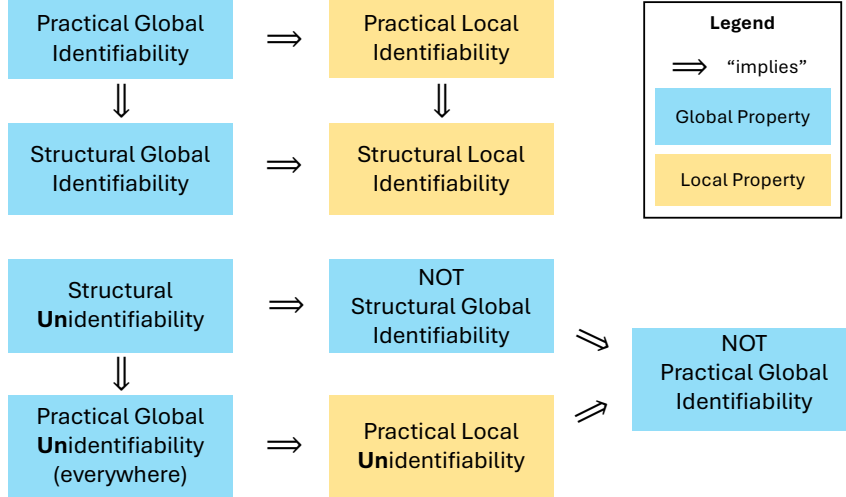 Practical Global
Identifiability
⇒
Practical Local
Identifiability
⇓
⇓
Structural Global
Identifiability
⇒
Structural Local
Identifiability
Legend
⇒ “implies”
Global Property
Local Property
Structural
Unidentifiability
⇒
NOT
Structural Global
Identifiability
⇒
⇓
NOT
Practical Global
Identifiability
Practical Global
Unidentifiability
(everywhere)
⇒
Practical Local
Unidentifiability
⇒